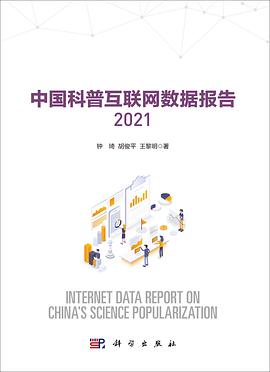 中国科普互联网数据报告
2021
钟 琦 胡俊平 王黎明◎著
INTERNET DATA REPORT ON
CHINA'S SCIENCE POPULARIZATION
科学出版社